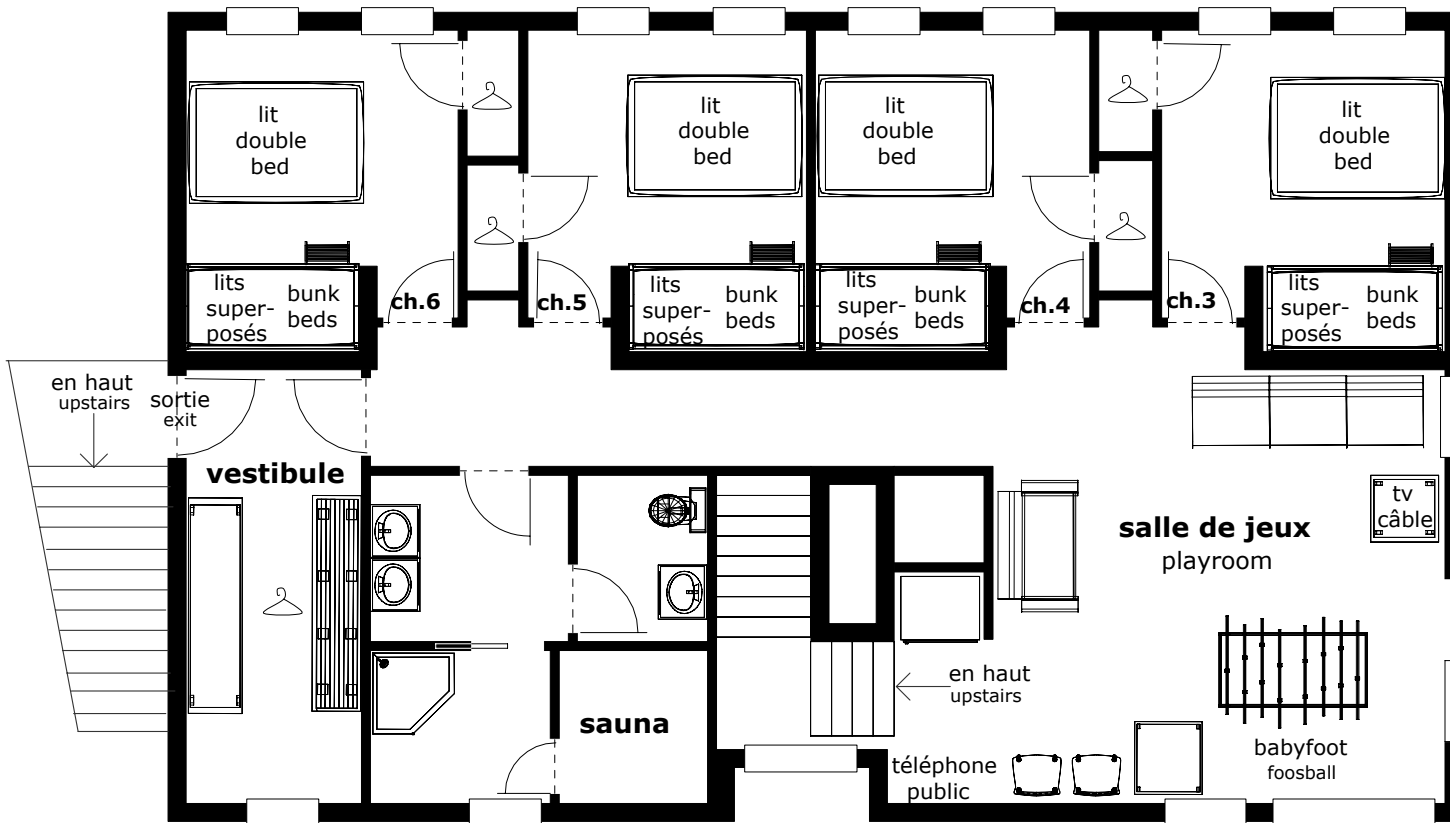 lit
double
bed
lit
double
bed
lit
double
bed
lit
double
bed
lits
super-
posés
bunk
beds
ch.6
ch.5
lits
super-
posés
bunk
beds
lits
super-
posés
bunk
beds
ch.4
ch.3
lits
super-
posés
bunk
beds
en haut
upstairs
sortie
exit
vestibule
tv
câble
salle de jeux
playroom
en haut
upstairs
sauna
téléphone
public
babyfoot
foosball